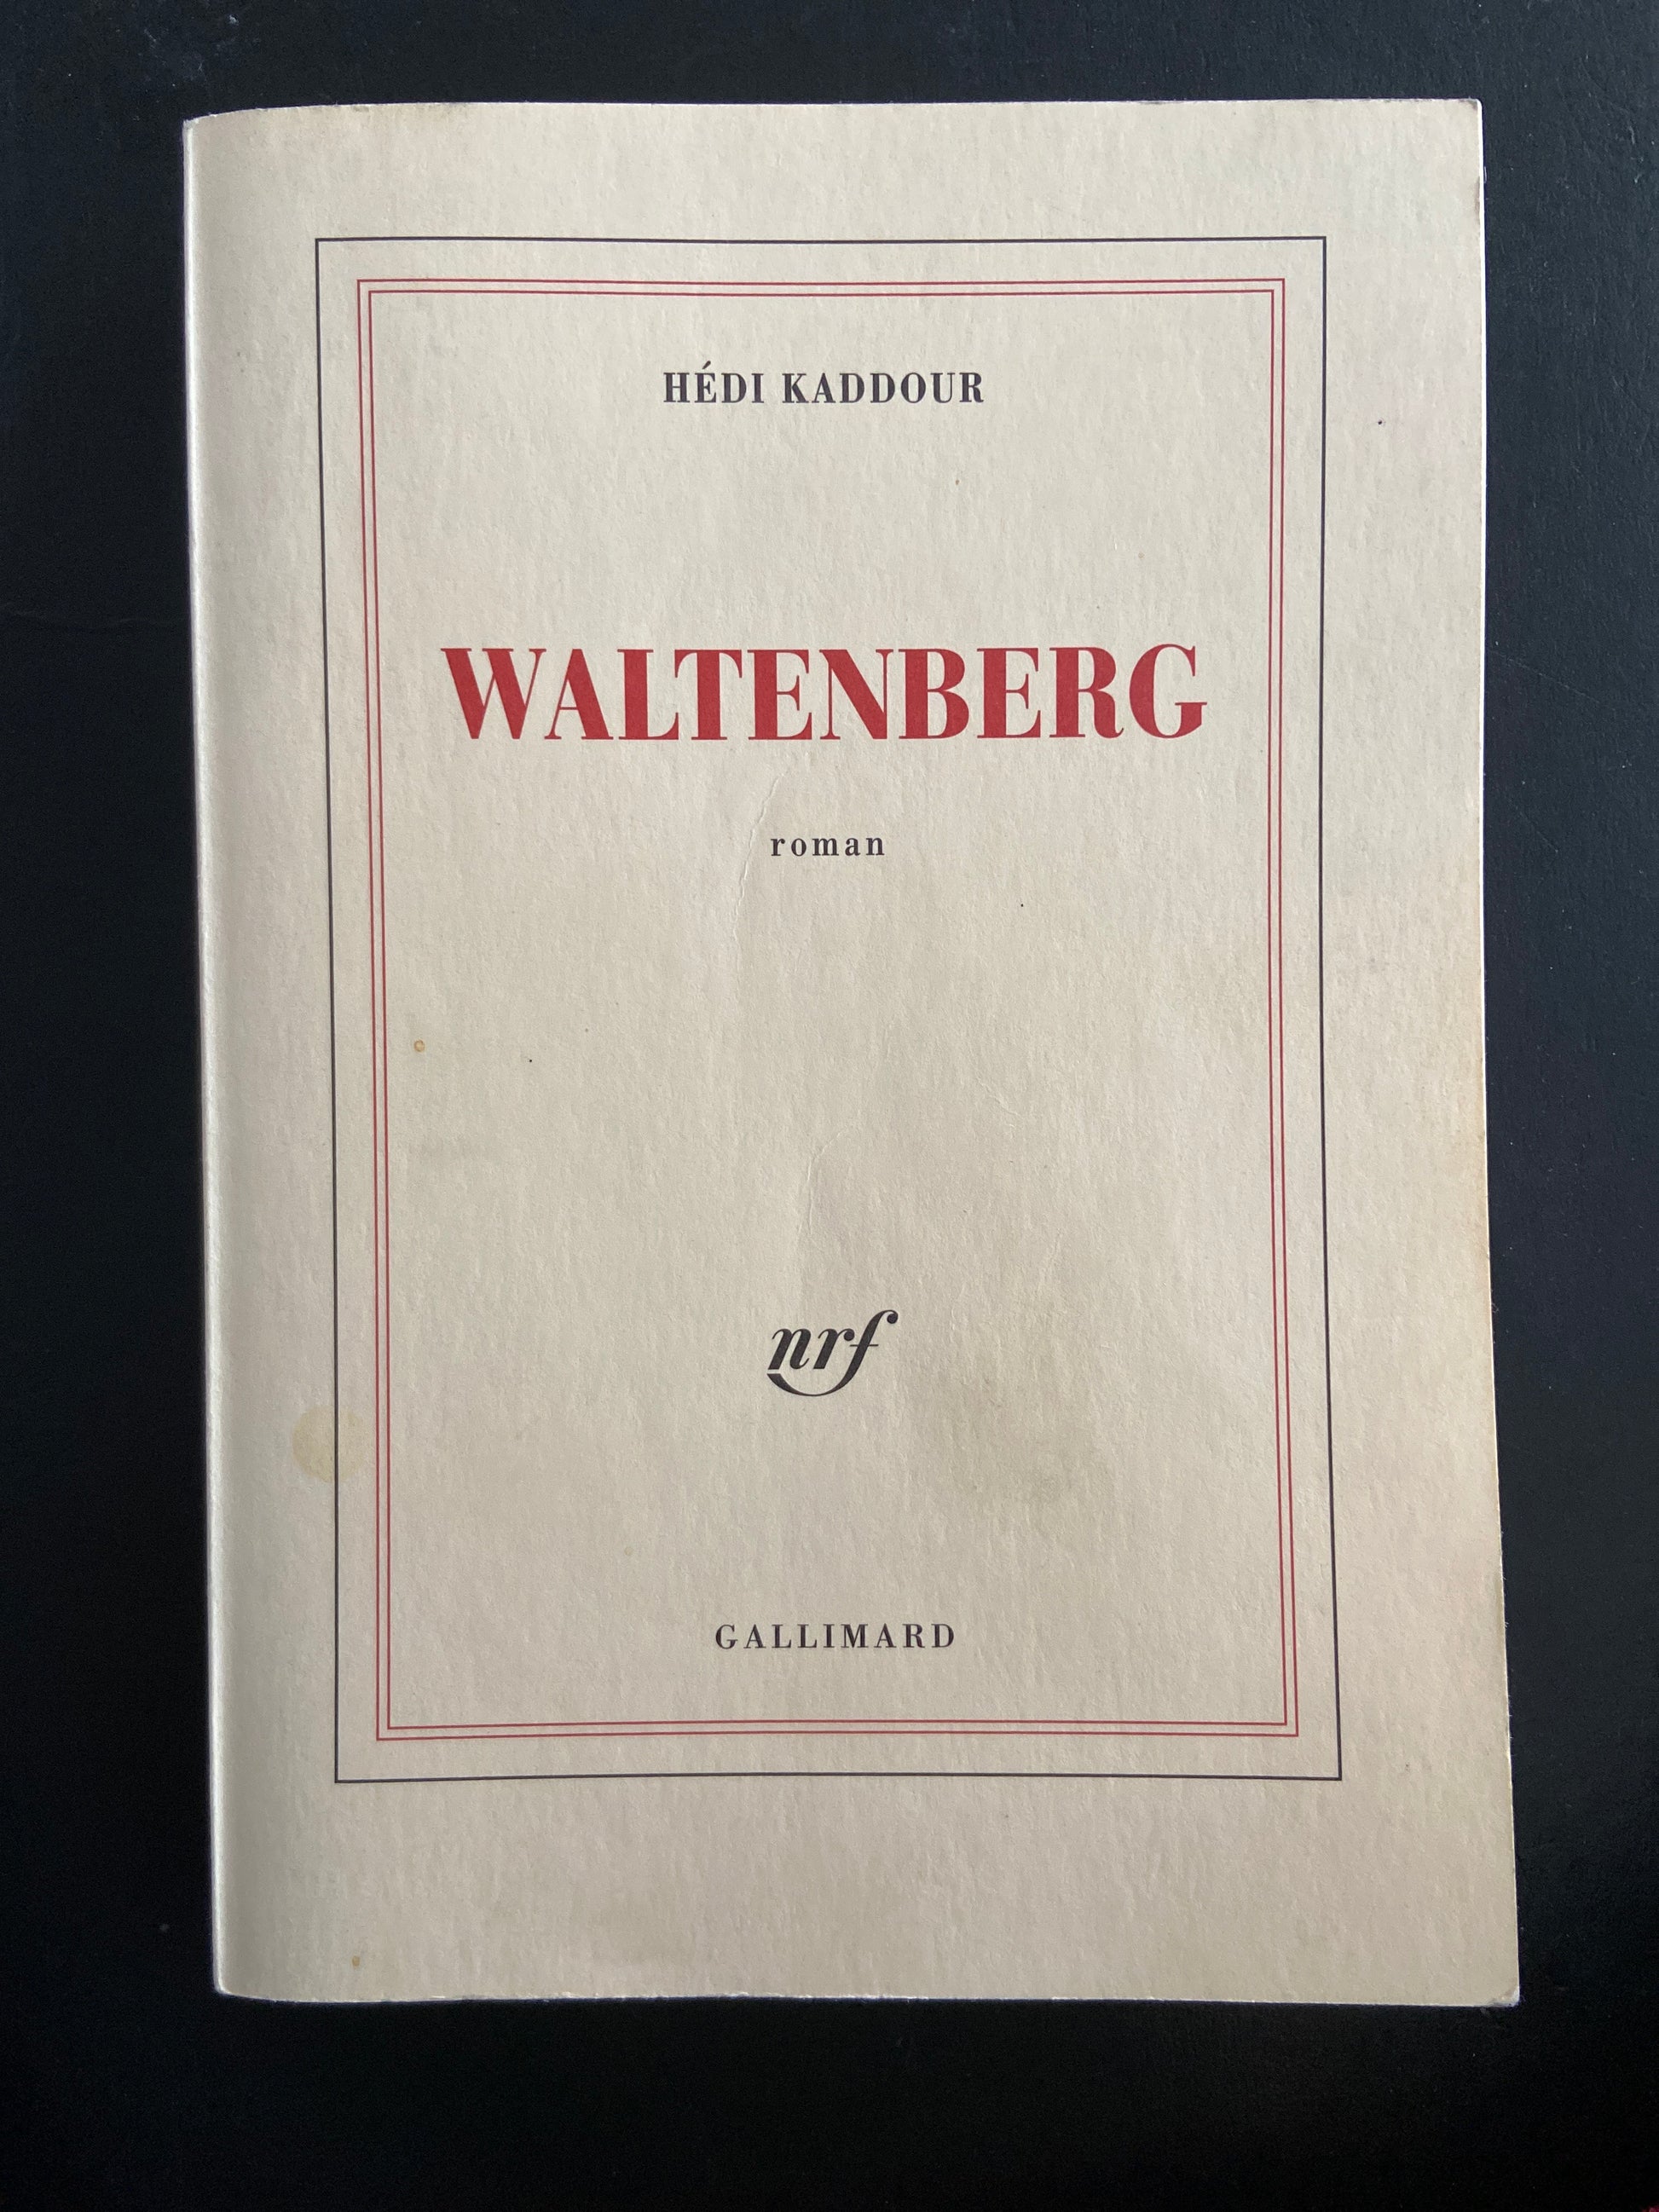 HÉDI KADDOUR
WALTENBERG
roman
nrf
GALLIMARD